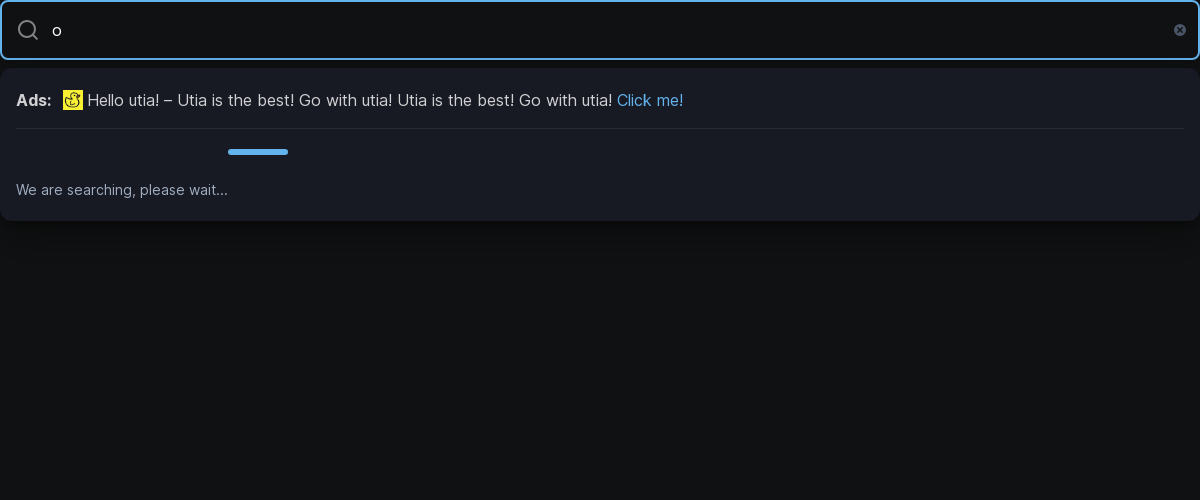 o
Ads: Hello utia! – Utia is the best! Go with utia! Utia is the best! Go with utia! Click me!
We are searching, please wait...